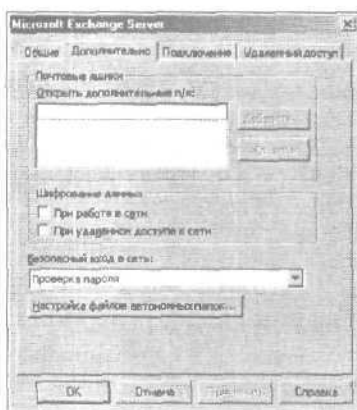 Microsoft Exchange Server
Общие Дополнительно Подключение Удаленный доступ
Почтовые ящики
Открыть дополнительные п/я:
Шифрование данных
При работе в сети
При удаленном доступе к сети
Безопасный вход в сеть:
Проверка пароля
Настройка файлов автономных папок...
OK Отмена Применить Справка